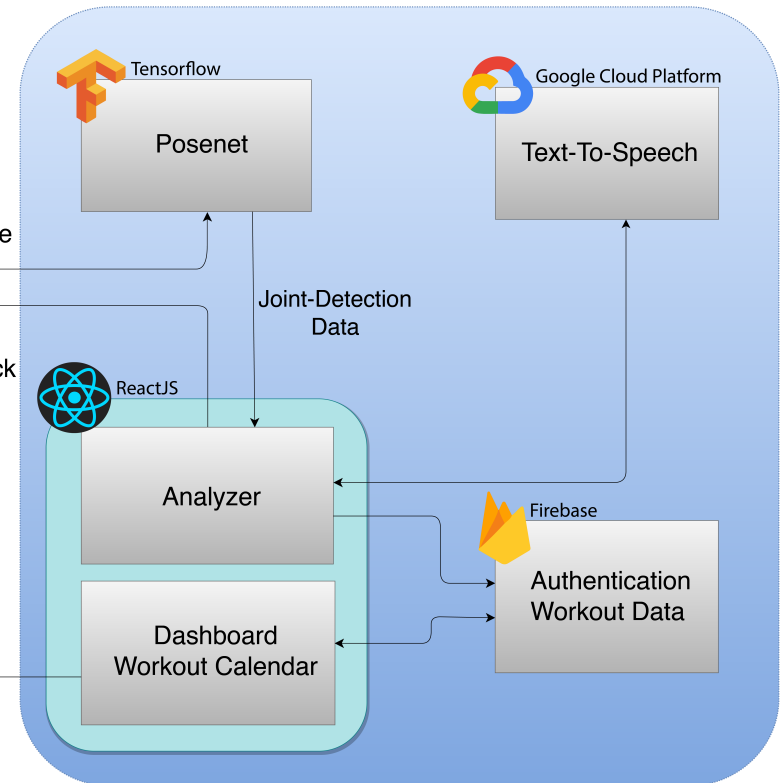 Tensorflow
Posenet
Google Cloud Platform
Text-To-Speech
Joint-Detection
Data
ReactJS
Analyzer
Firebase
Authentication
Workout Data
Dashboard
Workout Calendar